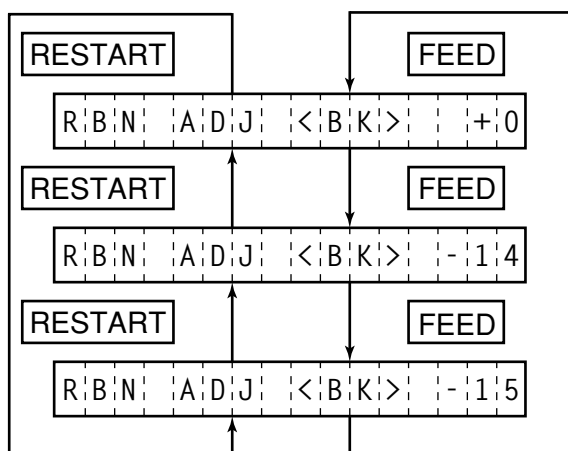 RESTART FEED
RBN ADJ <BK> +0
RESTART FEED
RBN ADJ <BK> -14
RESTART FEED
RBN ADJ <BK> -15